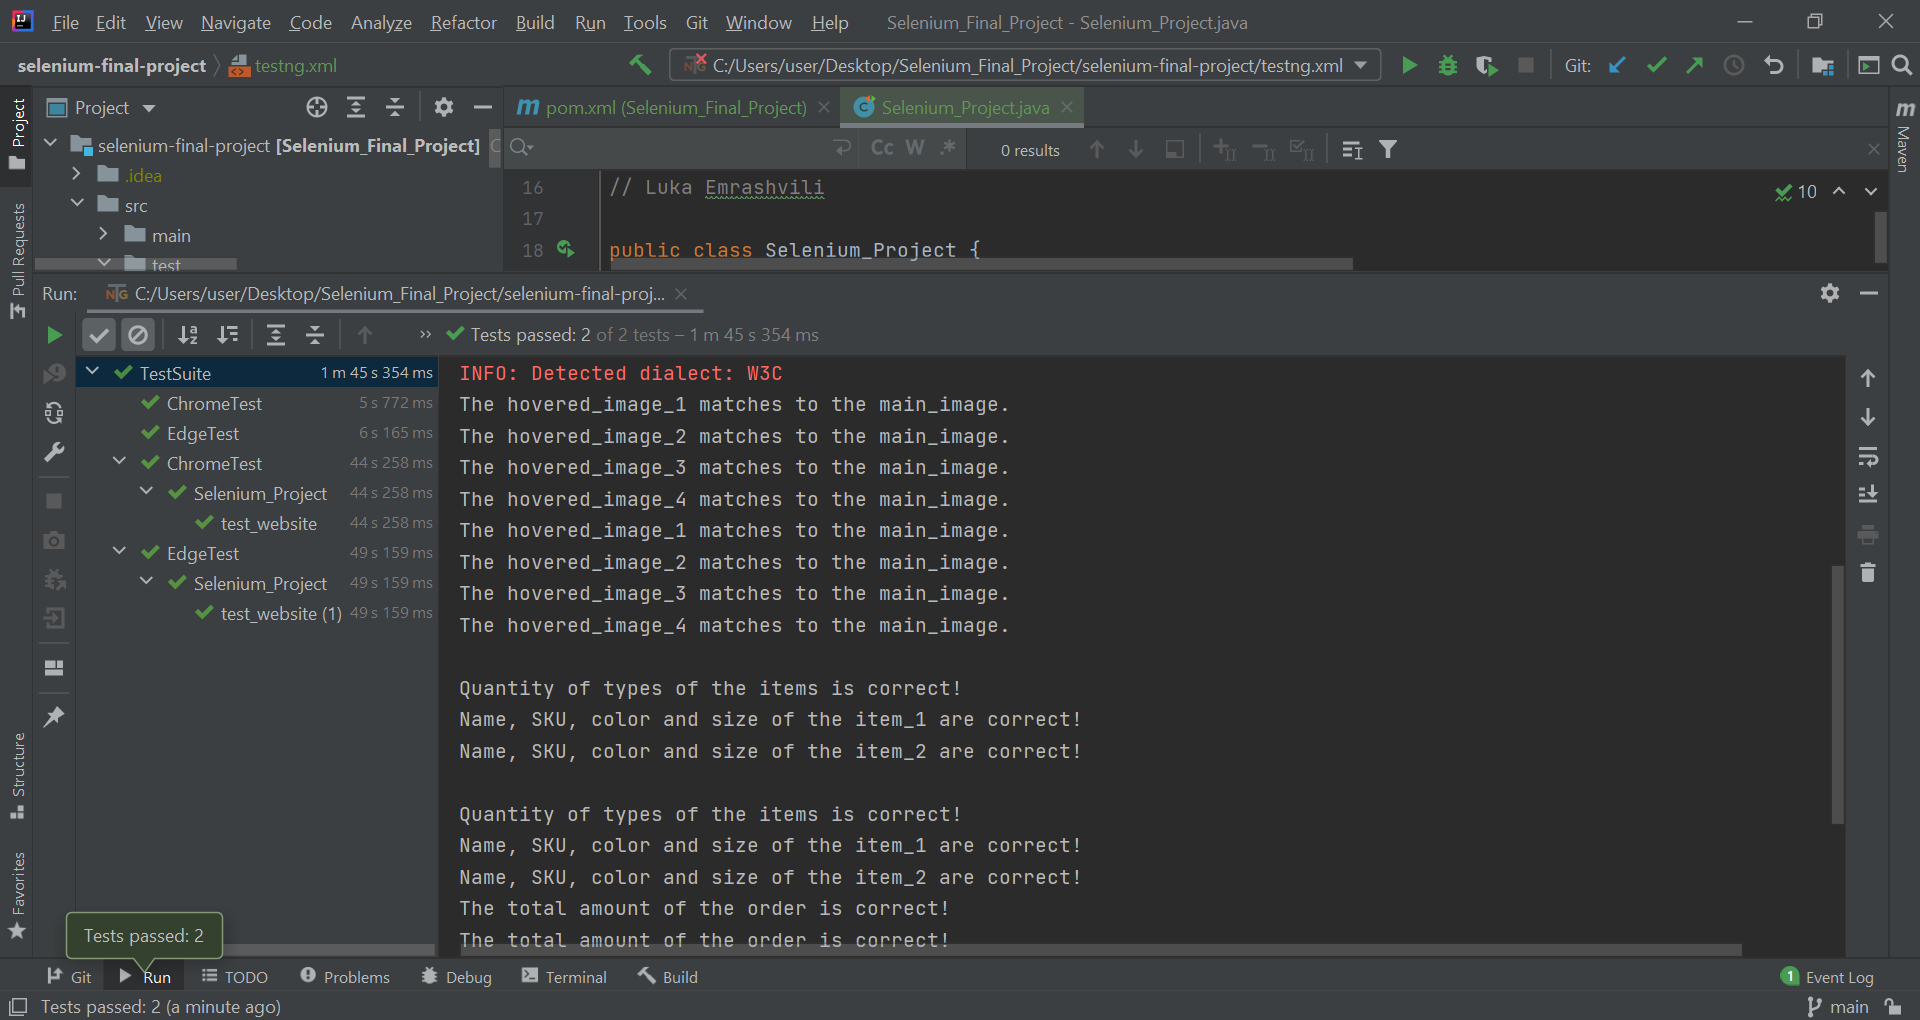 File Edit View Navigate Code Analyze Refactor Build Run Tools Git Window Help Selenium_Final_Project - Selenium_Project.java
selenium-final-project testng.xml C:/Users/user/Desktop/Selenium_Final_Project/selenium-final-project/testng.xml Git:
Project pom.xml (Selenium_Final_Project) Selenium_Project.java
selenium-final-project [Selenium_Final_Project] Cc W .* 0 results
.idea
src
main
test
16 // Luka Emrashvili 10
17
18 public class Selenium_Project {
Project
Pull Requests
Structure
Favorites
Maven
Run: C:/Users/user/Desktop/Selenium_Final_Project/selenium-final-proj...
Tests passed: 2 of 2 tests – 1 m 45 s 354 ms
TestSuite 1 m 45 s 354 ms
ChromeTest 5 s 772 ms
EdgeTest 6 s 165 ms
ChromeTest 44 s 258 ms
Selenium_Project 44 s 258 ms
test_website 44 s 258 ms
EdgeTest 49 s 159 ms
Selenium_Project 49 s 159 ms
test_website (1) 49 s 159 ms
INFO: Detected dialect: W3C
The hovered_image_1 matches to the main_image.
The hovered_image_2 matches to the main_image.
The hovered_image_3 matches to the main_image.
The hovered_image_4 matches to the main_image.
The hovered_image_1 matches to the main_image.
The hovered_image_2 matches to the main_image.
The hovered_image_3 matches to the main_image.
The hovered_image_4 matches to the main_image.
Quantity of types of the items is correct!
Name, SKU, color and size of the item_1 are correct!
Name, SKU, color and size of the item_2 are correct!
Quantity of types of the items is correct!
Name, SKU, color and size of the item_1 are correct!
Name, SKU, color and size of the item_2 are correct!
The total amount of the order is correct!
The total amount of the order is correct!
Tests passed: 2
Git Run TODO Problems Debug Terminal Build 1 Event Log
Tests passed: 2 (a minute ago) main